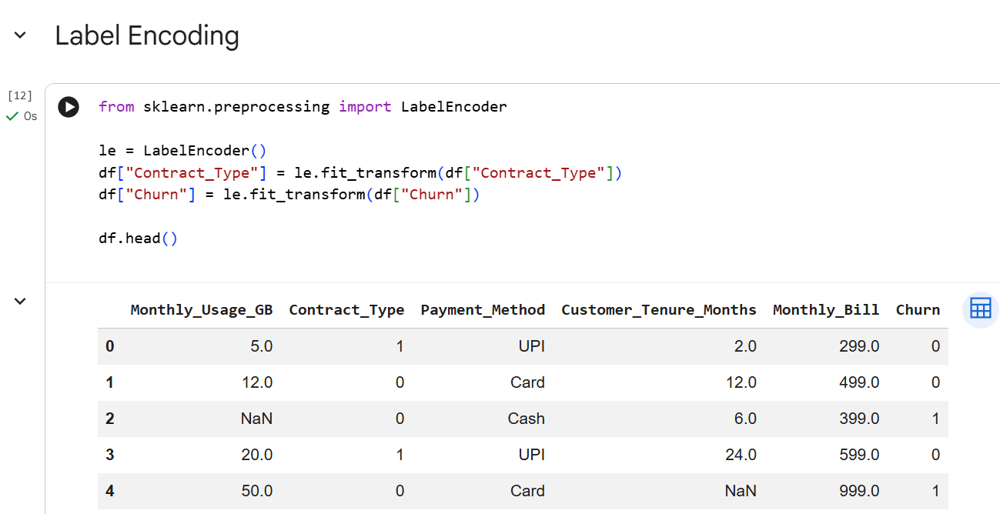 Label Encoding
[12]
0s
from sklearn.preprocessing import LabelEncoder
le = LabelEncoder()
df["Contract_Type"] = le.fit_transform(df["Contract_Type"])
df["Churn"] = le.fit_transform(df["Churn"])
df.head()
Monthly_Usage_GB Contract_Type Payment_Method Customer_Tenure_Months Monthly_Bill Churn
0 5.0 1 UPI 2.0 299.0 0
1 12.0 0 Card 12.0 499.0 0
2 NaN 0 Cash 6.0 399.0 1
3 20.0 1 UPI 24.0 599.0 0
4 50.0 0 Card NaN 999.0 1